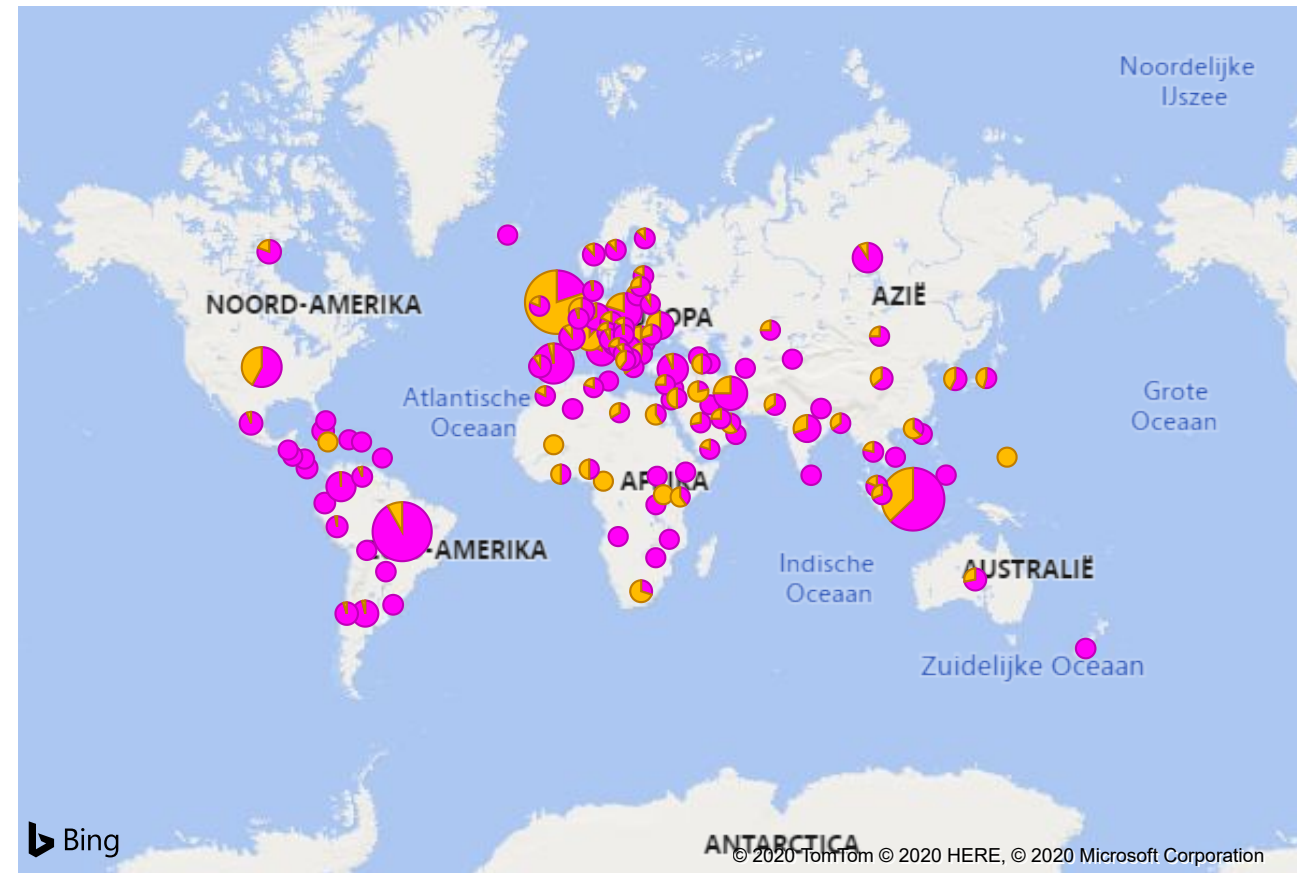 Noordelijke
IJszee
NOORD-AMERIKA
AZIË
OPA
Atlantische
Oceaan
Grote
Oceaan
AFRIKA
-AMERIKA
Indische
Oceaan
AUSTRALIË
Zuidelijke Oceaan
Bing
ANTARCTICA
© 2020 TomTom © 2020 HERE, © 2020 Microsoft Corporation